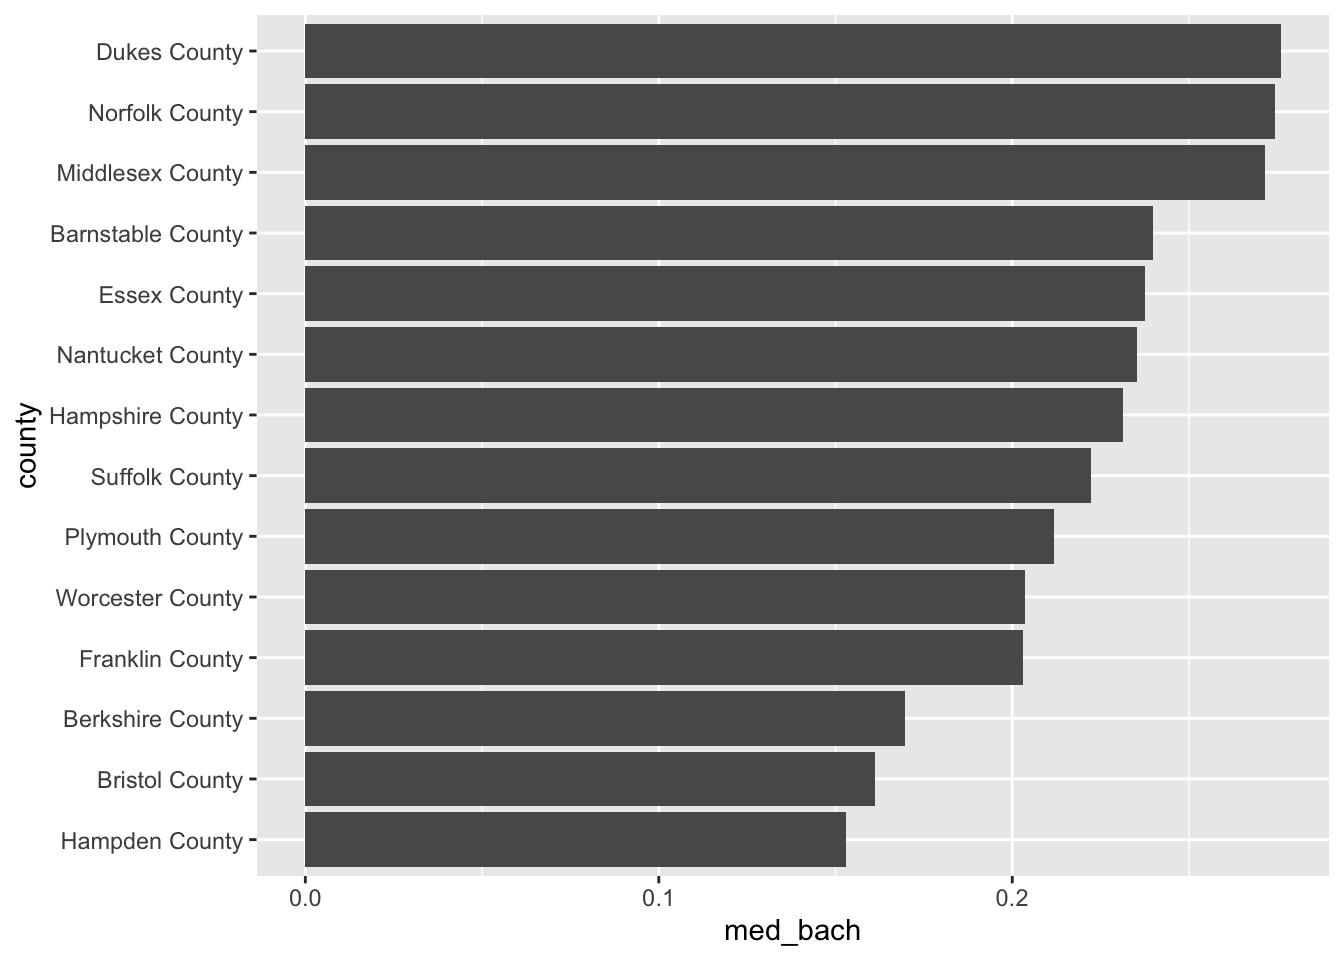 Dukes County
Norfolk County
Middlesex County
Barnstable County
Essex County
Nantucket County
Hampshire County
Suffolk County
Plymouth County
Worcester County
Franklin County
Berkshire County
Bristol County
Hampden County
county
0.0 0.1 0.2
med_bach